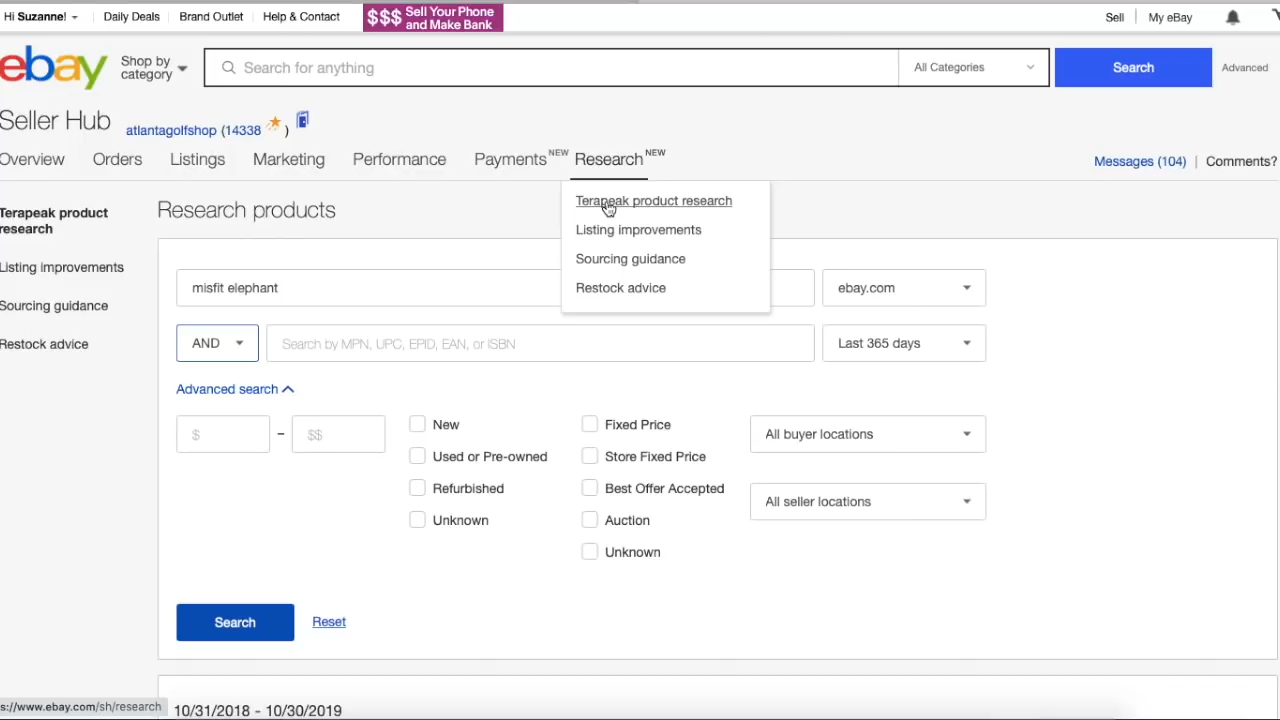 Hi Suzanne!
Daily Deals
Brand Outlet
Help & Contact
$$$ Sell Your Phone
and Make Bank
Sell
My eBay
ebay
Shop by
category
Search for anything
All Categories
Search
Advanced
Seller Hub
atlantagolfshop (14338 )
Overview
Orders
Listings
Marketing
Performance
Payments NEW
Research NEW
Messages (104) | Comments?
Terapeak product
research
Listing improvements
Sourcing guidance
Restock advice
Research products
Terapeak product research
Listing improvements
Sourcing guidance
Restock advice
misfit elephant
ebay.com
AND
Search by MPN, UPC, EPID, EAN, or ISBN
Last 365 days
Advanced search
$ – $$
New
Used or Pre-owned
Refurbished
Unknown
Fixed Price
Store Fixed Price
Best Offer Accepted
Auction
Unknown
All buyer locations
All seller locations
Search
Reset
s://www.ebay.com/sh/research
10/31/2018 - 10/30/2019